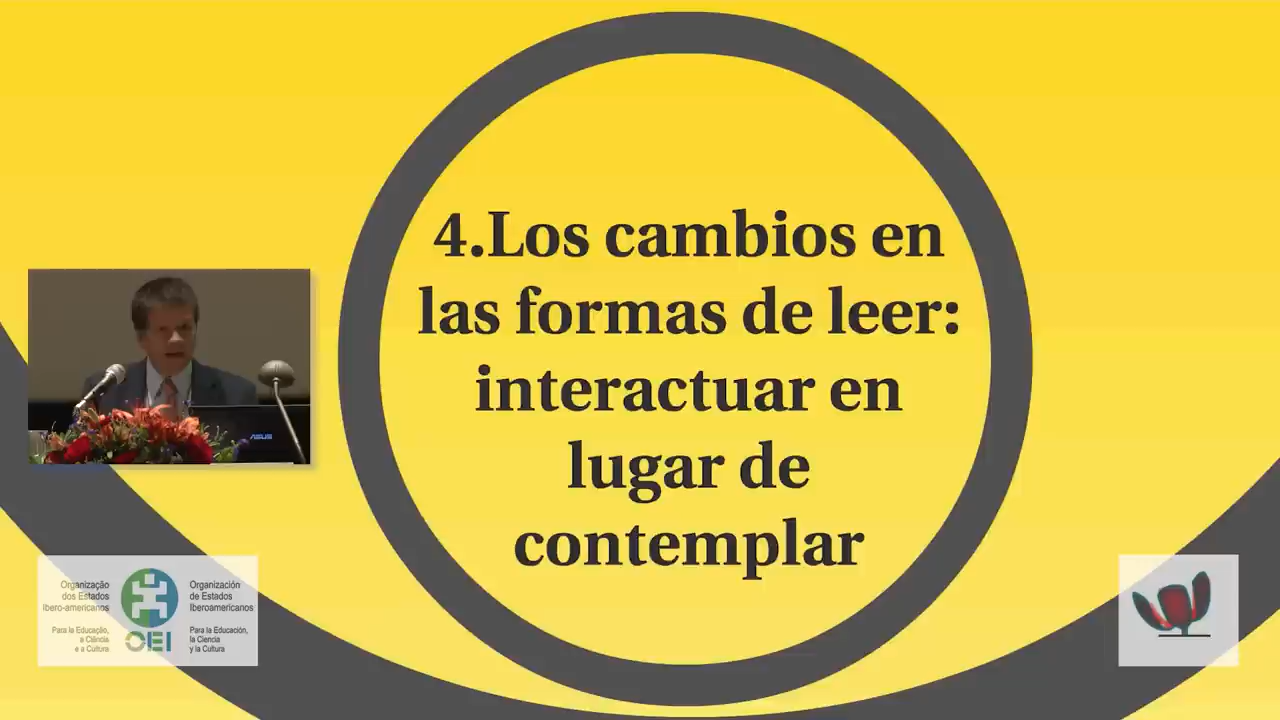 4.Los cambios en
las formas de leer:
interactuar en
lugar de
contemplar
ASUS
Organização
dos Estados
Ibero-americanos
Para la Educação,
a Ciência
e a Cultura
OEI
Organización
de Estados
Iberoamericanos
Para la Educación,
la Ciencia
y la Cultura